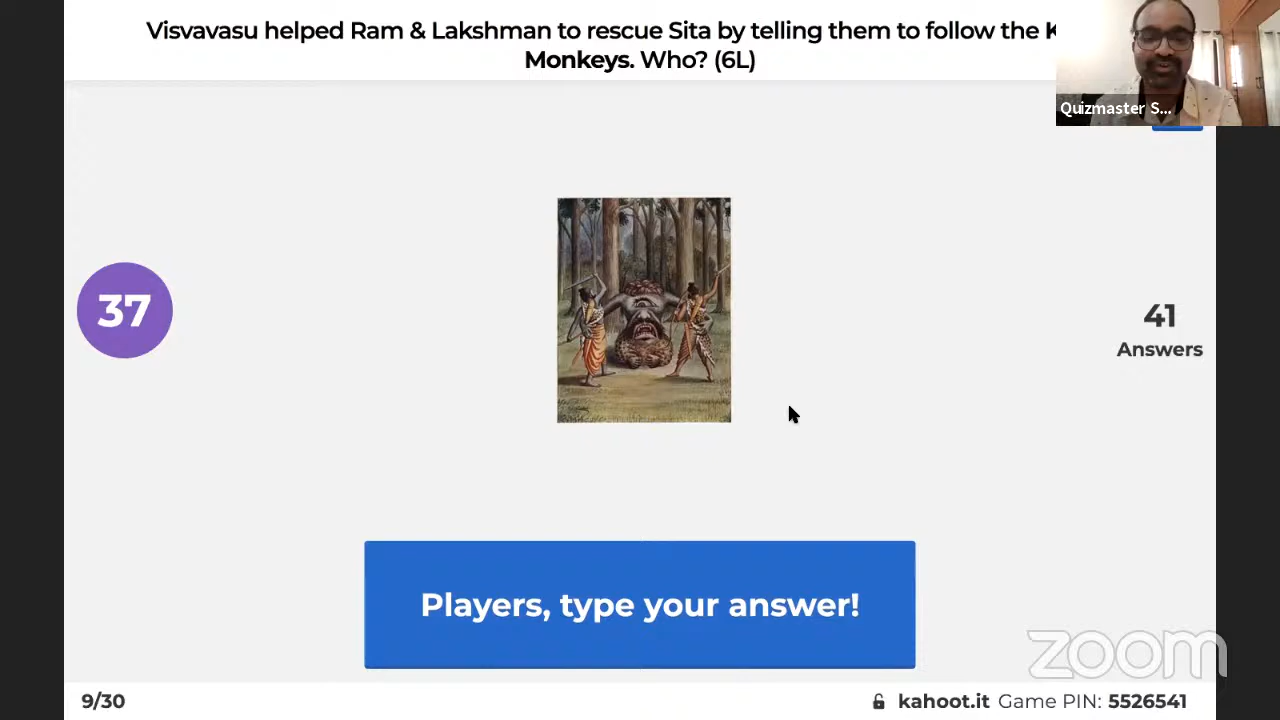 Visvavasu helped Ram & Lakshman to rescue Sita by telling them to follow the
Monkeys. Who? (6L)
Quizmaster S...
37
41
Answers
Players, type your answer!
zoom
9/30
kahoot.it Game PIN: 5526541